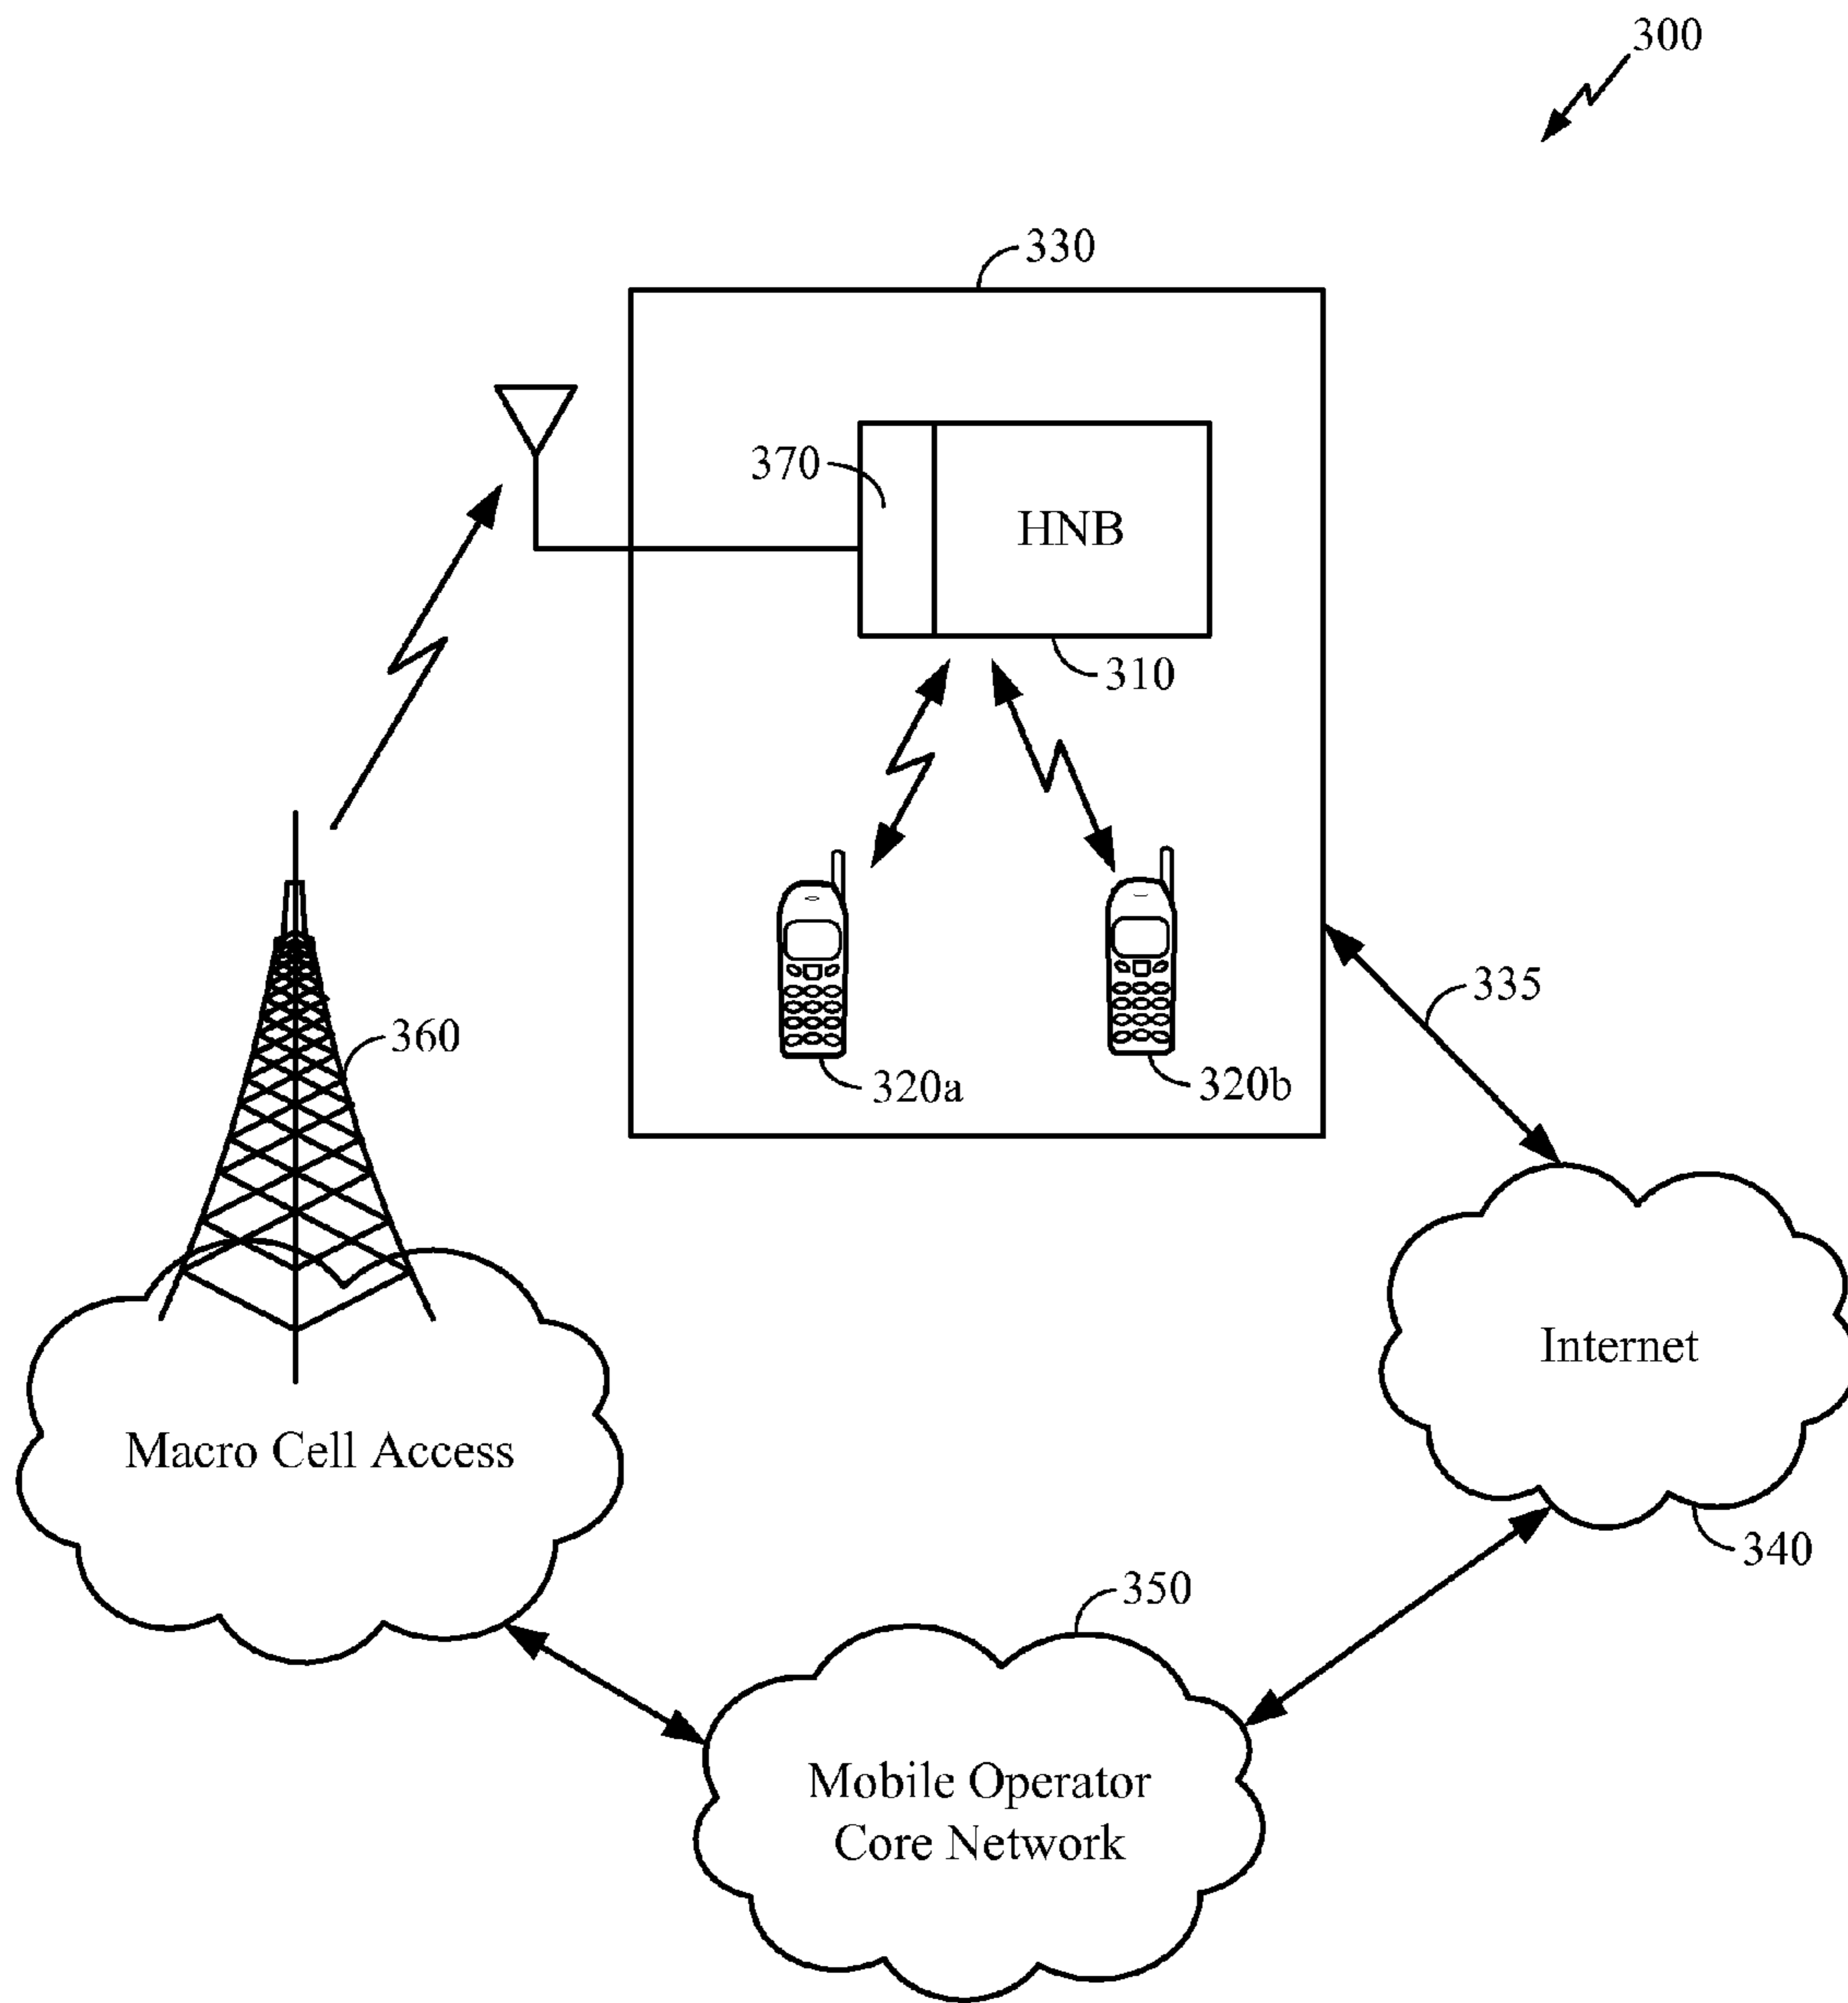 300
330
370
HNB
310
335
360
320a
320b
Internet
Macro Cell Access
340
350
Mobile Operator
Core Network